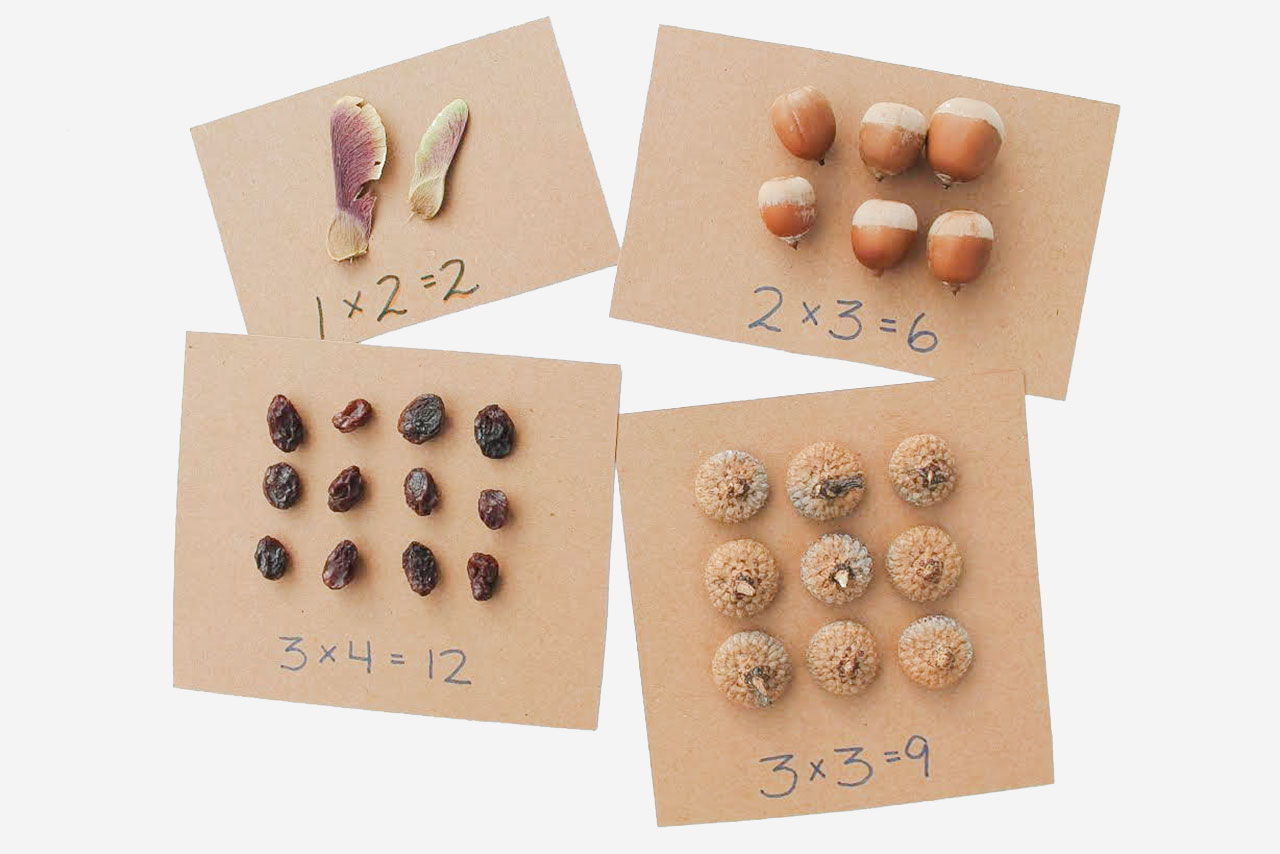 1 × 2 = 2
2 × 3 = 6
3 × 4 = 12
3 × 3 = 9